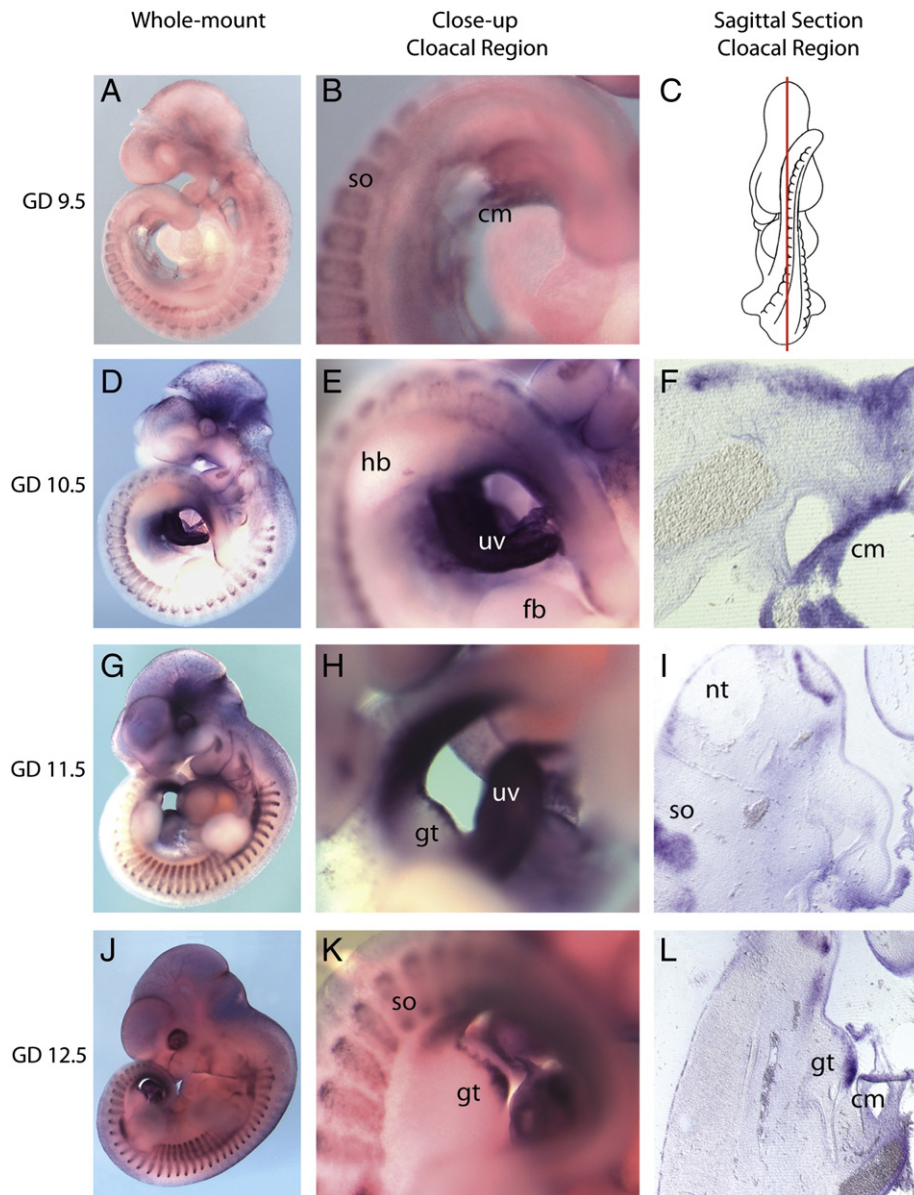 Whole-mount
Close-up
Cloacal Region
Sagittal Section
Cloacal Region
GD 9.5
A
B
so
cm
C
GD 10.5
D
E
hb
uv
fb
F
cm
GD 11.5
G
H
uv
gt
I
nt
so
GD 12.5
J
K
so
gt
L
gt
cm